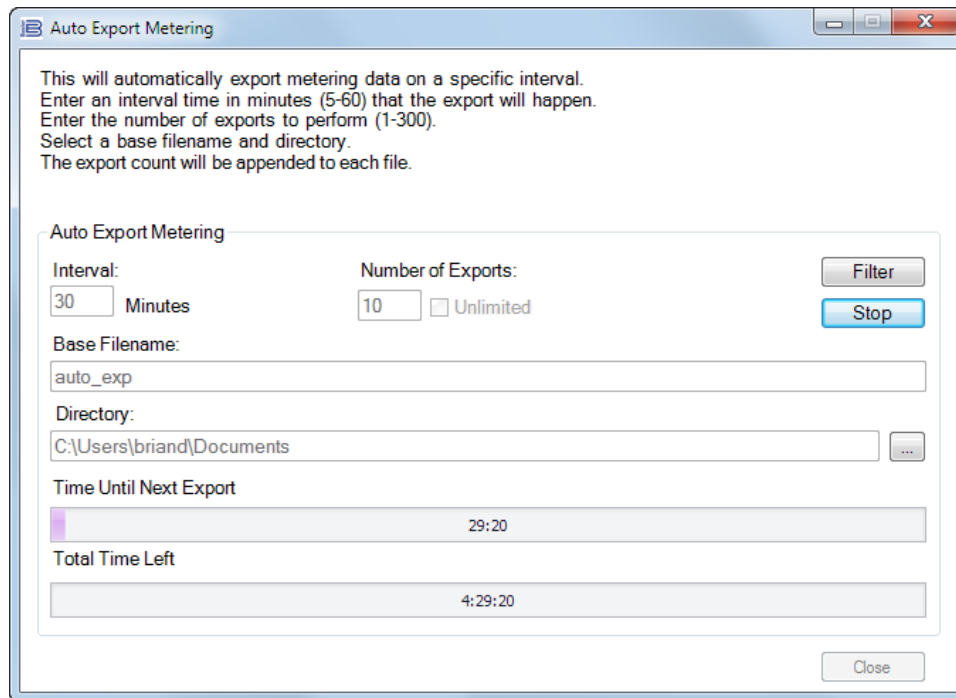 Auto Export Metering
This will automatically export metering data on a specific interval.
Enter an interval time in minutes (5-60) that the export will happen.
Enter the number of exports to perform (1-300).
Select a base filename and directory.
The export count will be appended to each file.
Auto Export Metering
Interval:
30 Minutes
Number of Exports:
10 Unlimited
Filter
Stop
Base Filename:
auto_exp
Directory:
C:\Users\briand\Documents
...
Time Until Next Export
29:20
Total Time Left
4:29:20
Close